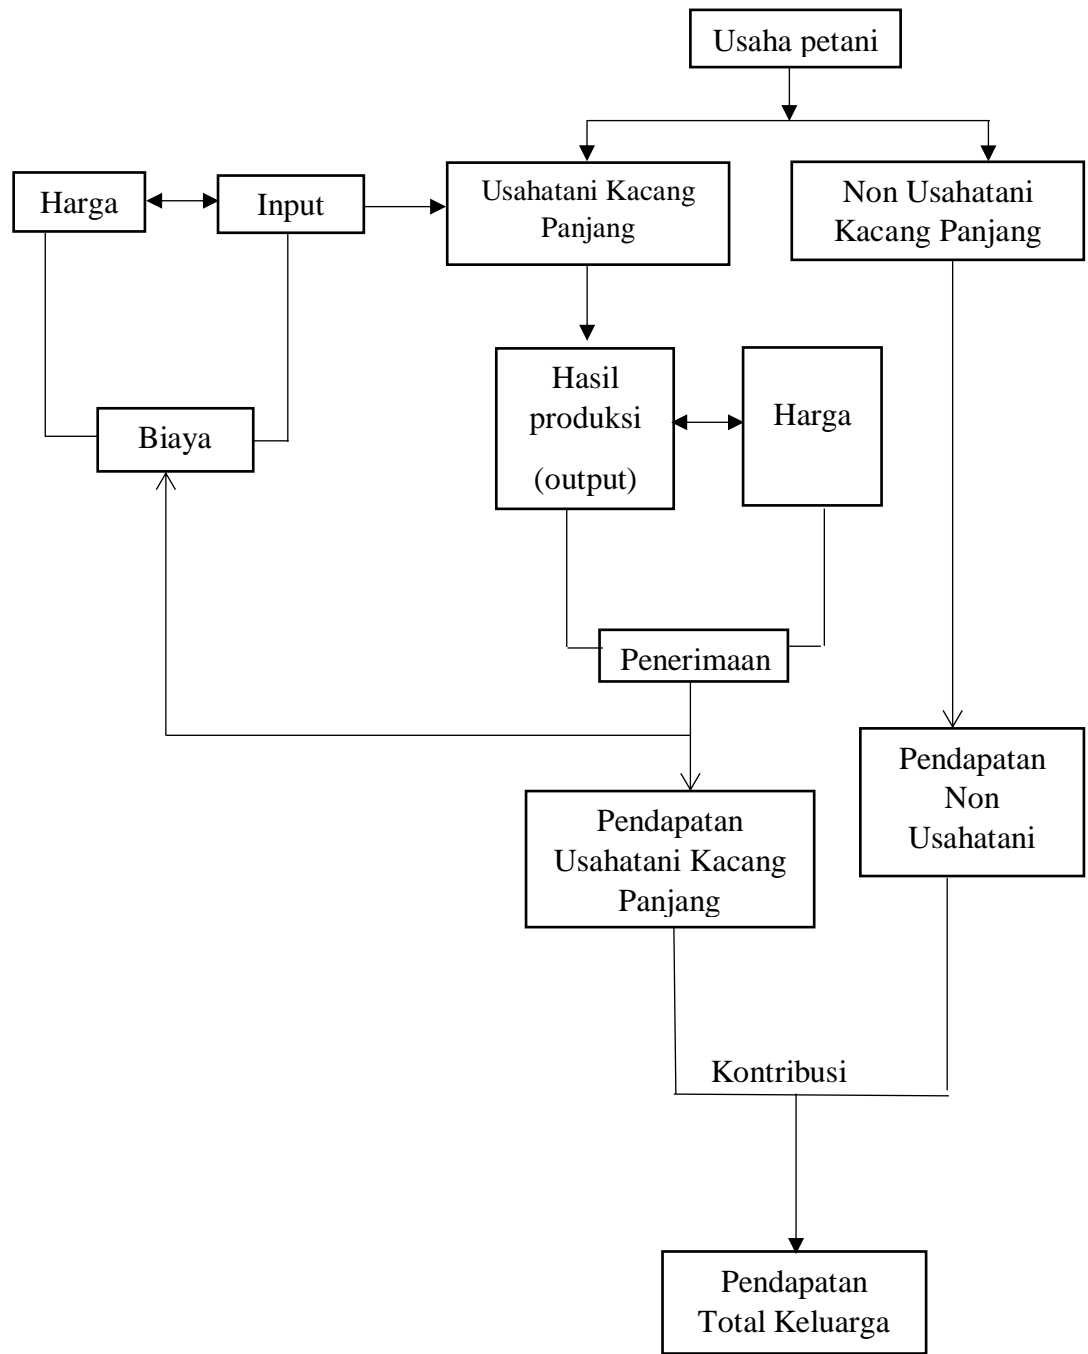 Usaha petani
Harga
Input
Usahatani Kacang
Panjang
Non Usahatani
Kacang Panjang
Hasil
produksi
(output)
Harga
Biaya
Penerimaan
Pendapatan
Non
Usahatani
Pendapatan
Usahatani Kacang
Panjang
Kontribusi
Pendapatan
Total Keluarga